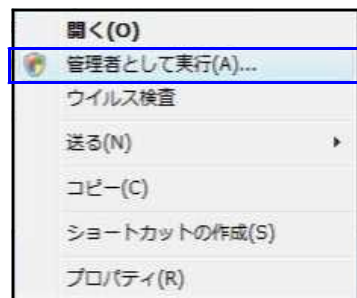 開く(O)
管理者として実行(A)...
ウイルス検査
送る(N)
コピー(C)
ショートカットの作成(S)
プロパティ(R)